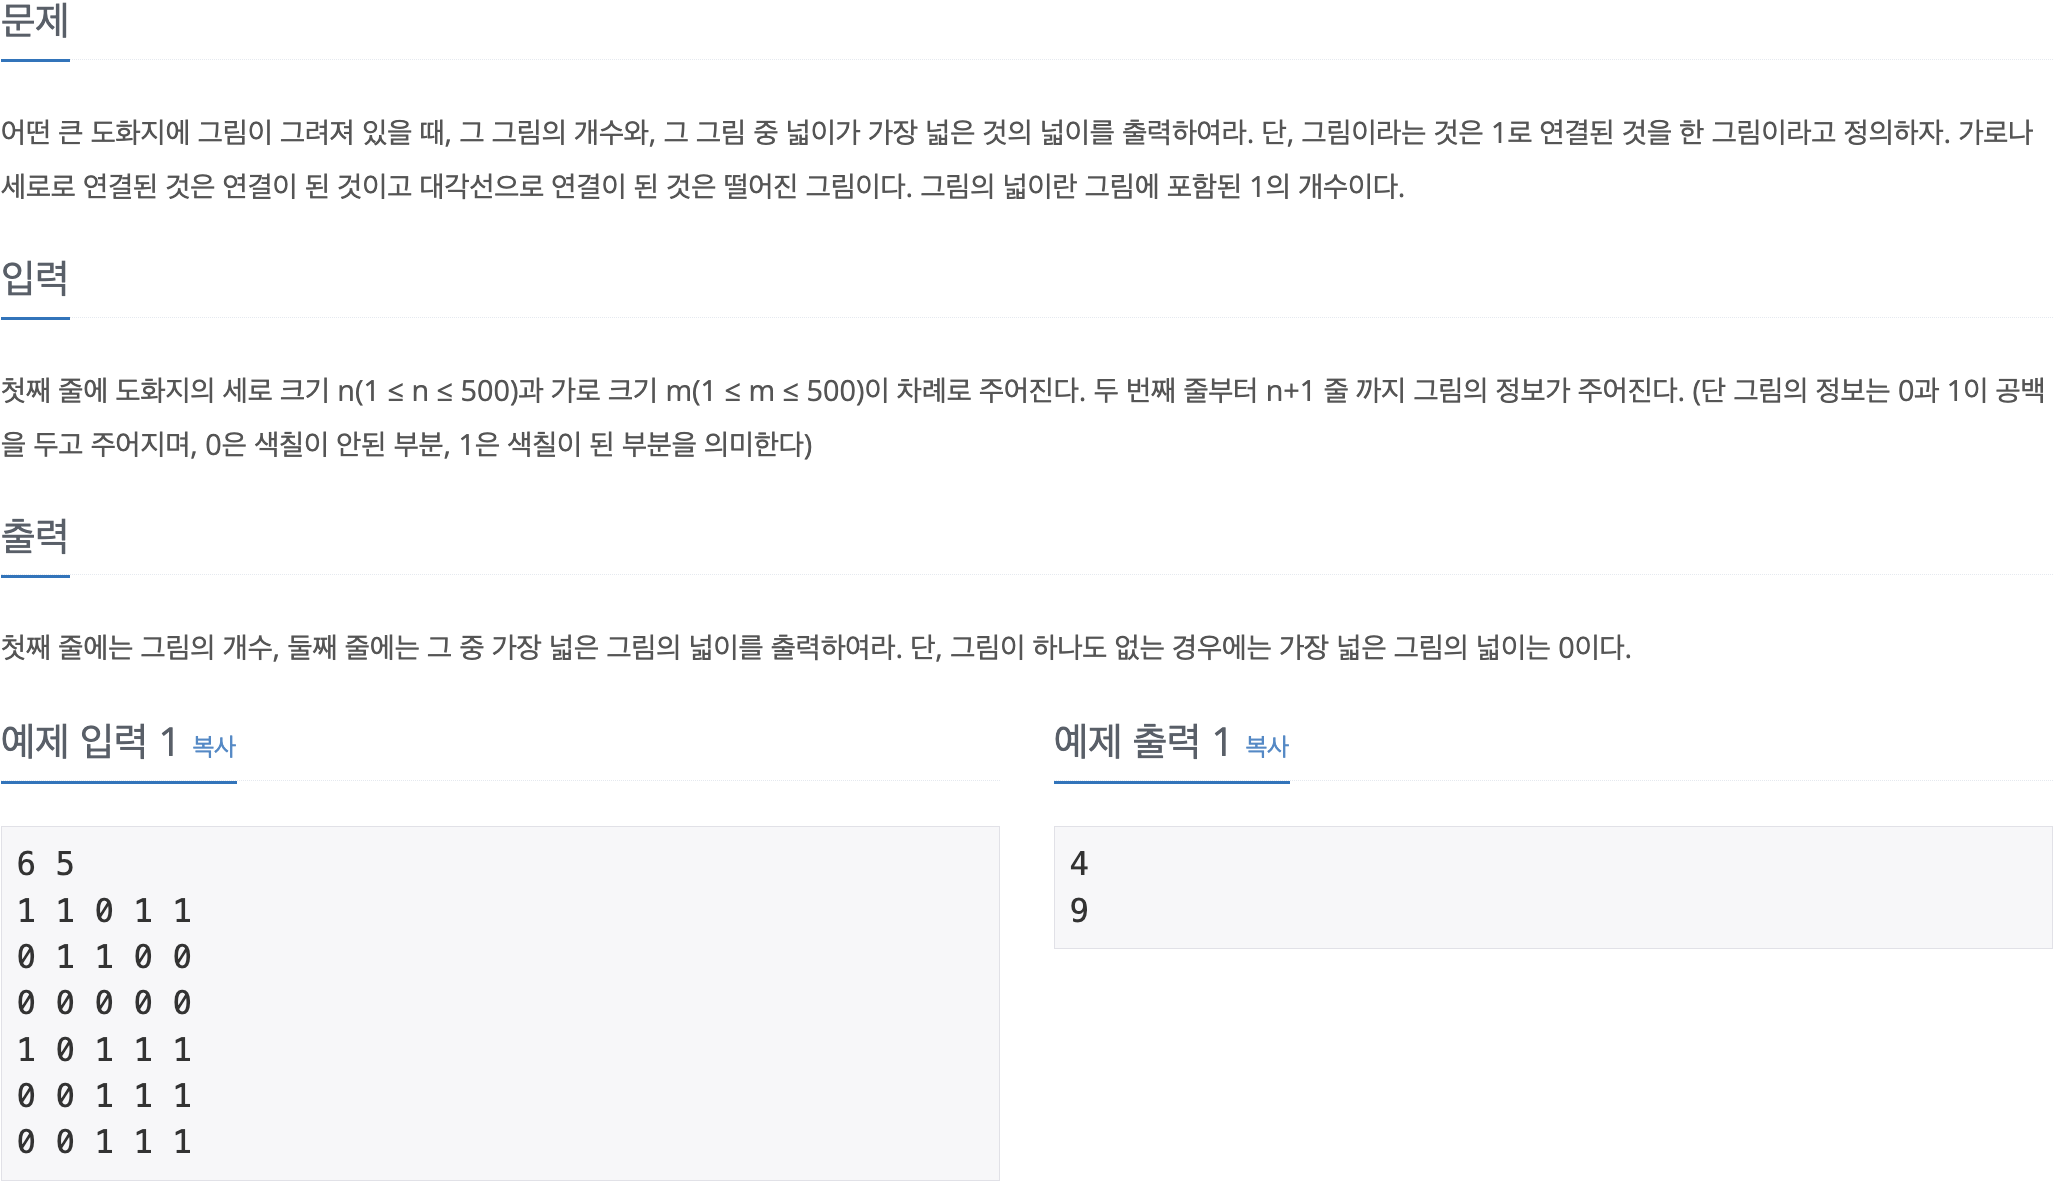 문제
어떤 큰 도화지에 그림이 그려져 있을 때, 그 그림의 개수와, 그 그림 중 넓이가 가장 넓은 것의 넓이를 출력하여라. 단, 그림이라는 것은 1로 연결된 것을 한 그림이라고 정의하자. 가로나
세로로 연결된 것은 연결이 된 것이고 대각선으로 연결이 된 것은 떨어진 그림이다. 그림의 넓이란 그림에 포함된 1의 개수이다.
입력
첫째 줄에 도화지의 세로 크기 n(1 ≤ n ≤ 500)과 가로 크기 m(1 ≤ m ≤ 500)이 차례로 주어진다. 두 번째 줄부터 n+1 줄 까지 그림의 정보가 주어진다. (단 그림의 정보는 0과 1이 공백
을 두고 주어지며, 0은 색칠이 안된 부분, 1은 색칠이 된 부분을 의미한다)
출력
첫째 줄에는 그림의 개수, 둘째 줄에는 그 중 가장 넓은 그림의 넓이를 출력하여라. 단, 그림이 하나도 없는 경우에는 가장 넓은 그림의 넓이는 0이다.
예제 입력 1 복사
6 5
1 1 0 1 1
0 1 1 0 0
0 0 0 0 0
1 0 1 1 1
0 0 1 1 1
0 0 1 1 1
예제 출력 1 복사
4
9